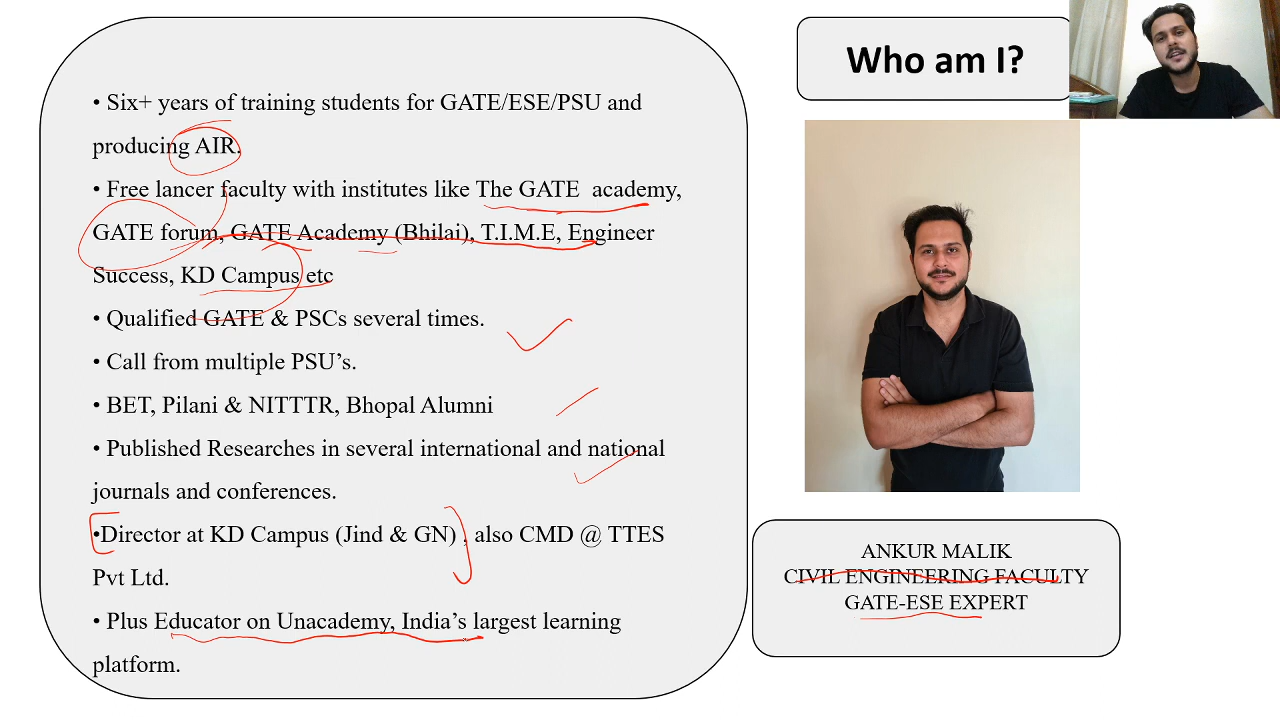 Who am I?
• Six+ years of training students for GATE/ESE/PSU and
producing AIR.
• Free lancer faculty with institutes like The GATE academy,
GATE forum, GATE Academy (Bhilai), T.I.M.E, Engineer
Success, KD Campus etc
• Qualified GATE & PSCs several times.
• Call from multiple PSU’s.
• BET, Pilani & NITTTR, Bhopal Alumni
• Published Researches in several international and national
journals and conferences.
•Director at KD Campus (Jind & GN) , also CMD @ TTES
Pvt Ltd.
• Plus Educator on Unacademy, India’s largest learning
platform.
ANKUR MALIK
CIVIL ENGINEERING FACULTY
GATE-ESE EXPERT